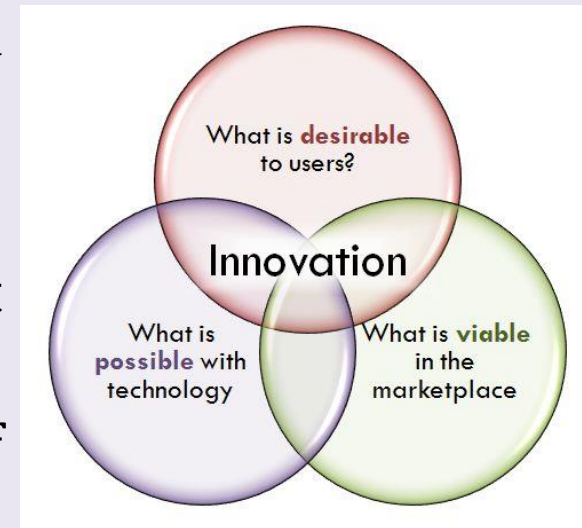 What is desirable
to users?
Innovation
What is
possible with
technology
What is viable
in the
marketplace